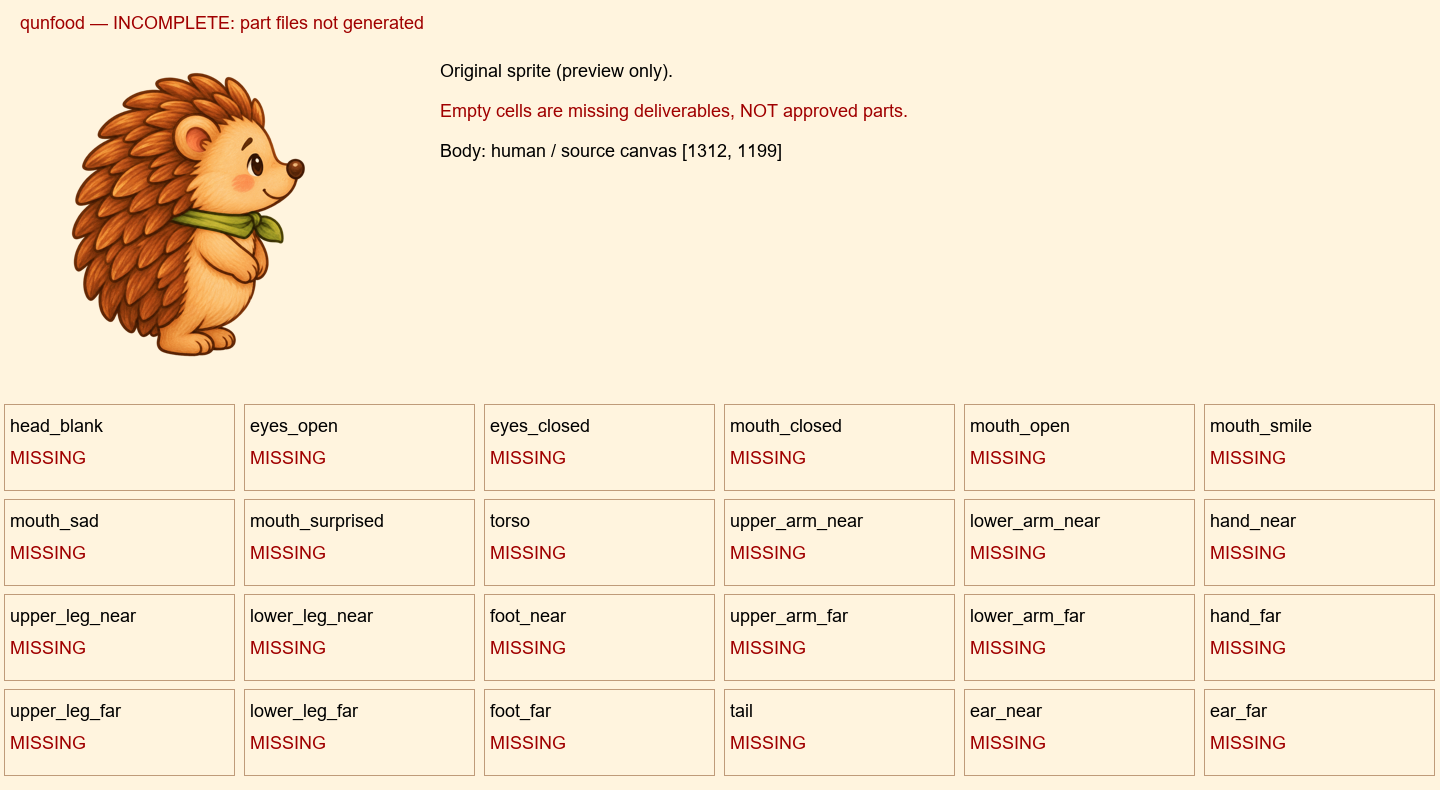 qunfood — INCOMPLETE: part files not generated
Original sprite (preview only).
Empty cells are missing deliverables, NOT approved parts.
Body: human / source canvas [1312, 1199]
head_blank
MISSING
eyes_open
MISSING
eyes_closed
MISSING
mouth_closed
MISSING
mouth_open
MISSING
mouth_smile
MISSING
mouth_sad
MISSING
mouth_surprised
MISSING
torso
MISSING
upper_arm_near
MISSING
lower_arm_near
MISSING
hand_near
MISSING
upper_leg_near
MISSING
lower_leg_near
MISSING
foot_near
MISSING
upper_arm_far
MISSING
lower_arm_far
MISSING
hand_far
MISSING
upper_leg_far
MISSING
lower_leg_far
MISSING
foot_far
MISSING
tail
MISSING
ear_near
MISSING
ear_far
MISSING